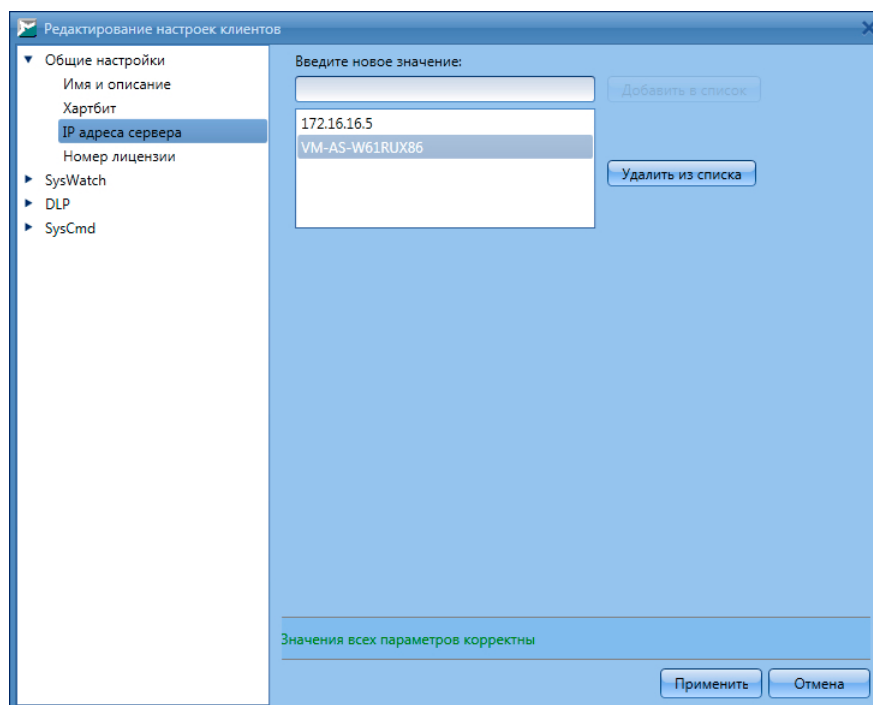 Редактирование настроек клиентов
Общие настройки
Имя и описание
Хартбит
IP адреса сервера
Номер лицензии
SysWatch
DLP
SysCmd
Введите новое значение:
Добавить в список
172.16.16.5
VM-AS-W61RUX86
Удалить из списка
Значения всех параметров корректны
Применить
Отмена